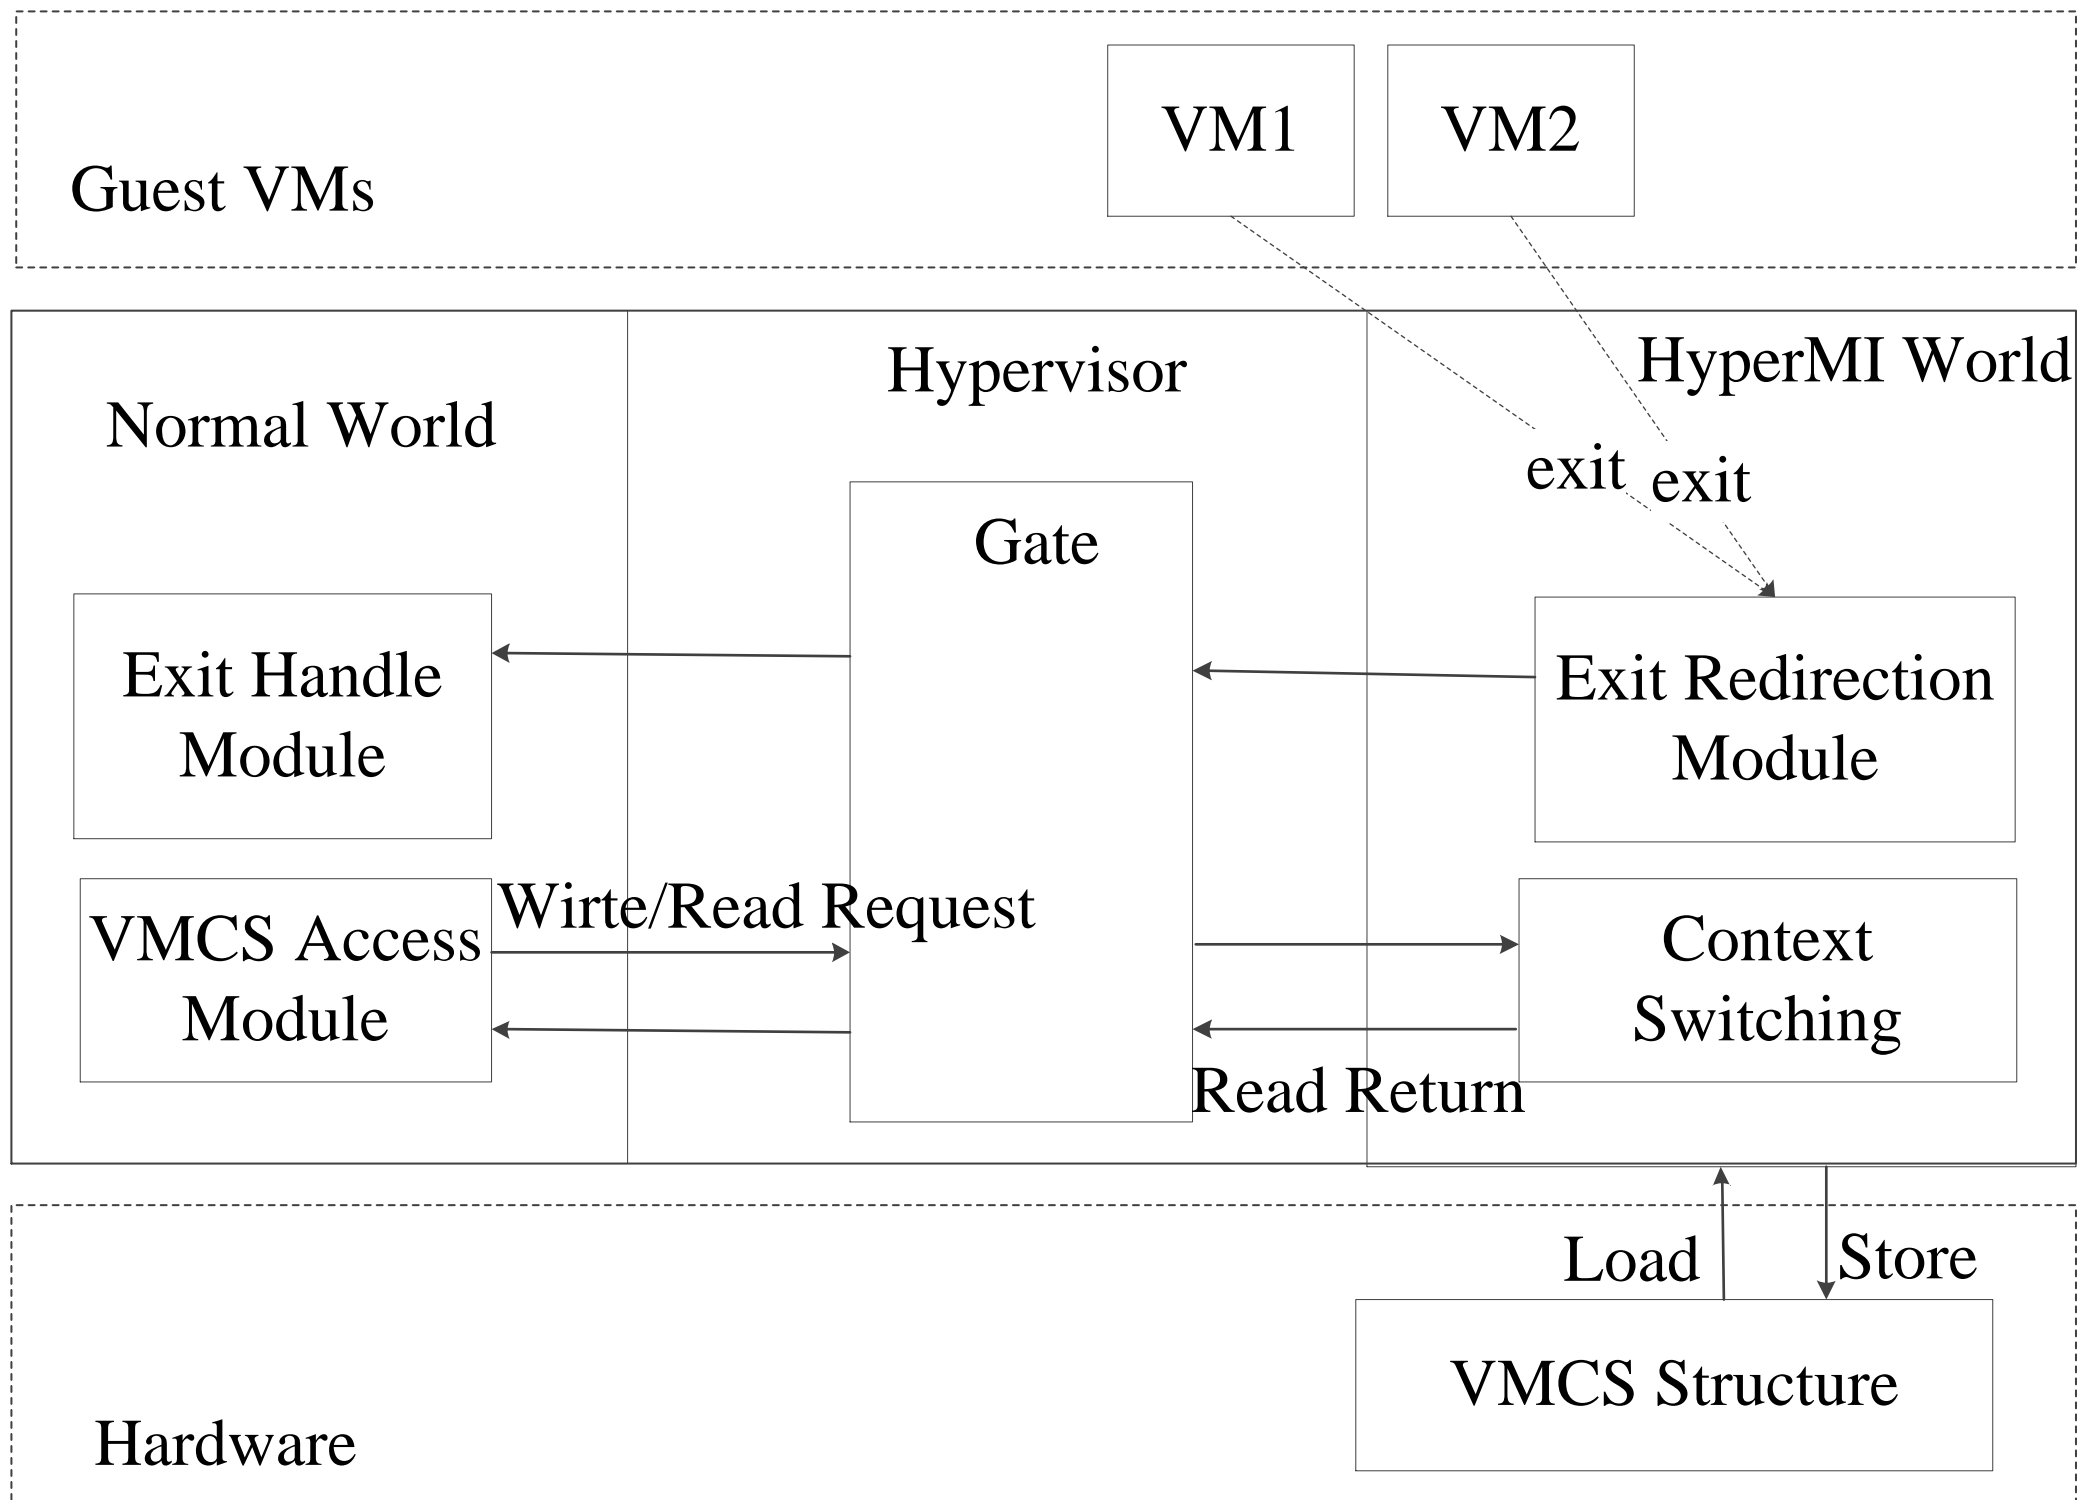 VM1
VM2
Guest VMs
Hypervisor
HyperMI World
Normal World
exit
exit
Gate
Exit Handle
Module
Exit Redirection
Module
Wirte/Read Request
VMCS Access
Module
Context
Switching
Read Return
Load
Store
VMCS Structure
Hardware